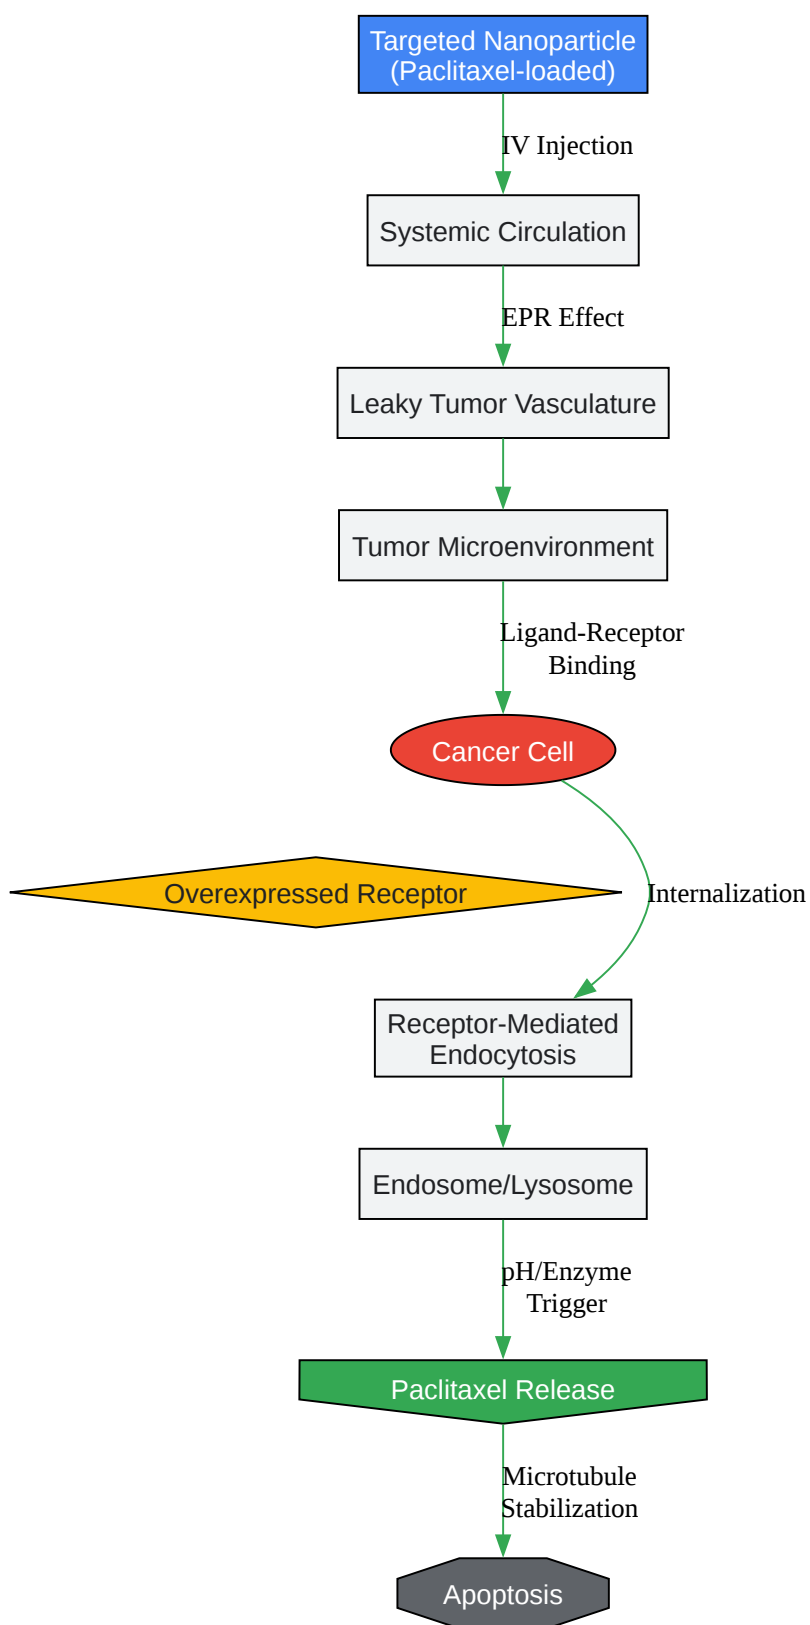 Targeted Nanoparticle
(Paclitaxel-loaded)
IV Injection
Systemic Circulation
EPR Effect
Leaky Tumor Vasculature
Tumor Microenvironment
Ligand-Receptor
Binding
Cancer Cell
Overexpressed Receptor
Internalization
Receptor-Mediated
Endocytosis
Endosome/Lysosome
pH/Enzyme
Trigger
Paclitaxel Release
Microtubule
Stabilization
Apoptosis